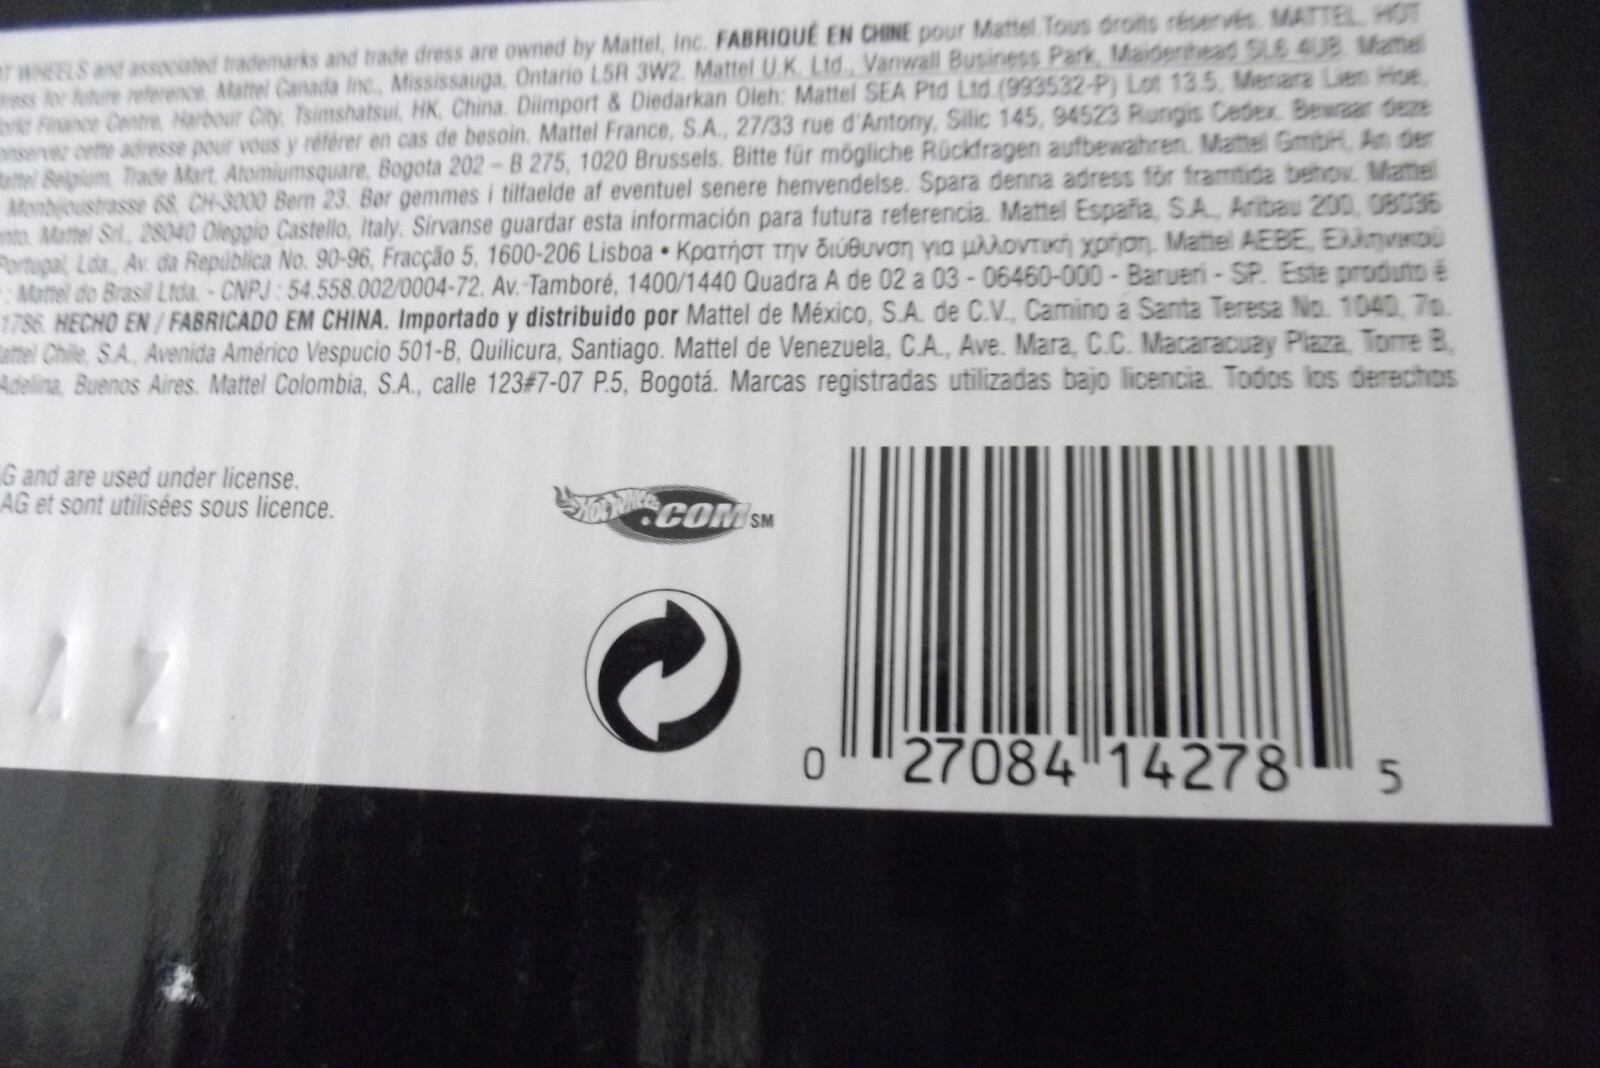 T WHEELS and associated trademarks and trade dress are owned by Mattel, Inc. FABRIQUÉ EN CHINE pour Mattel.Tous droits réservés. MATTEL, HOT
dress for future reference. Mattel Canada Inc., Mississauga, Ontario L5R 3W2. Mattel U.K. Ltd., Vanwall Business Park, Maidenhead SL6 4UB. Mattel
orld Finance Centre, Harbour City, Tsimshatsui, HK, China. Diimport & Diedarkan Oleh: Mattel SEA Ptd Ltd.(993532-P) Lot 13.5, Menara Lien Hoe,
onservez cette adresse pour vous y référer en cas de besoin. Mattel France, S.A., 27/33 rue d'Antony, Silic 145, 94523 Rungis Cedex. Bewaar deze
attel Belgium, Trade Mart, Atomiumsquare, Bogota 202 – B 275, 1020 Brussels. Bitte für mögliche Rückfragen aufbewahren. Mattel GmbH, An der
Monbijoustrasse 68, CH-3000 Bern 23. Bør gemmes i tilfaelde af eventuel senere henvendelse. Spara denna adress för framtida behov. Mattel
nto. Mattel Srl., 28040 Oleggio Castello, Italy. Sírvanse guardar esta información para futura referencia. Mattel España, S.A., Aribau 200, 08036
Portugal, Lda., Av. da República No. 90-96, Fracção 5, 1600-206 Lisboa • Κρατήστ την διύθυνση για μλλοντική χρήση. Mattel AEBE, Ελληνικού
: Mattel do Brasil Ltda. - CNPJ : 54.558.002/0004-72. Av. Tamboré, 1400/1440 Quadra A de 02 a 03 - 06460-000 - Barueri - SP. Este produto é
1786. HECHO EN / FABRICADO EM CHINA. Importado y distribuido por Mattel de México, S.A. de C.V., Camino a Santa Teresa No. 1040, 7o.
attel Chile, S.A., Avenida Américo Vespucio 501-B, Quilicura, Santiago. Mattel de Venezuela, C.A., Ave. Mara, C.C. Macaracuay Plaza, Torre B,
Adelina, Buenos Aires. Mattel Colombia, S.A., calle 123#7-07 P.5, Bogotá. Marcas registradas utilizadas bajo licencia. Todos los derechos
G and are used under license.
AG et sont utilisées sous licence.
HOT WHEELS .COM SM
0 27084 14278 5